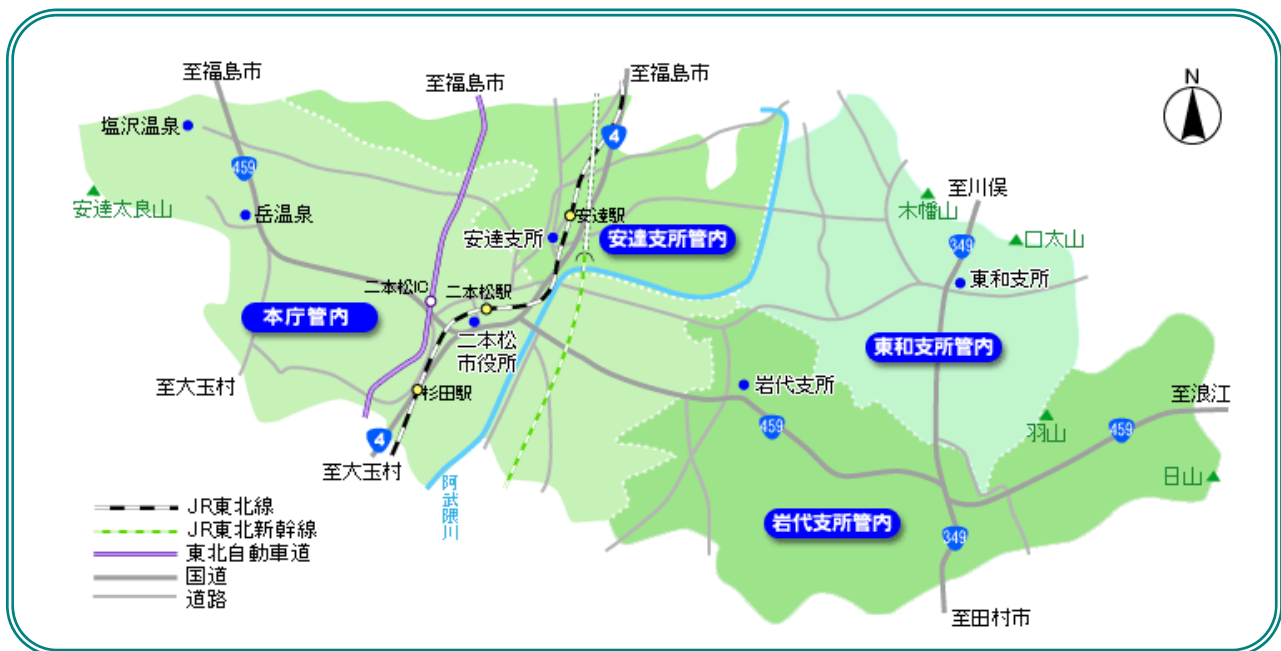 至福島市
至福島市
至福島市
N
塩沢温泉
4
459
安達太良山
岳温泉
安達駅
安達支所
安達支所管内
木幡山
至川俣
349
口太山
東和支所
二本松IC
二本松駅
本庁管内
二本松
市役所
東和支所管内
至大玉村
杉田駅
岩代支所
至浪江
459
羽山
459
4
至大玉村
日山
阿武隈川
岩代支所管内
349
至田村市
JR東北線
JR東北新幹線
東北自動車道
国道
道路